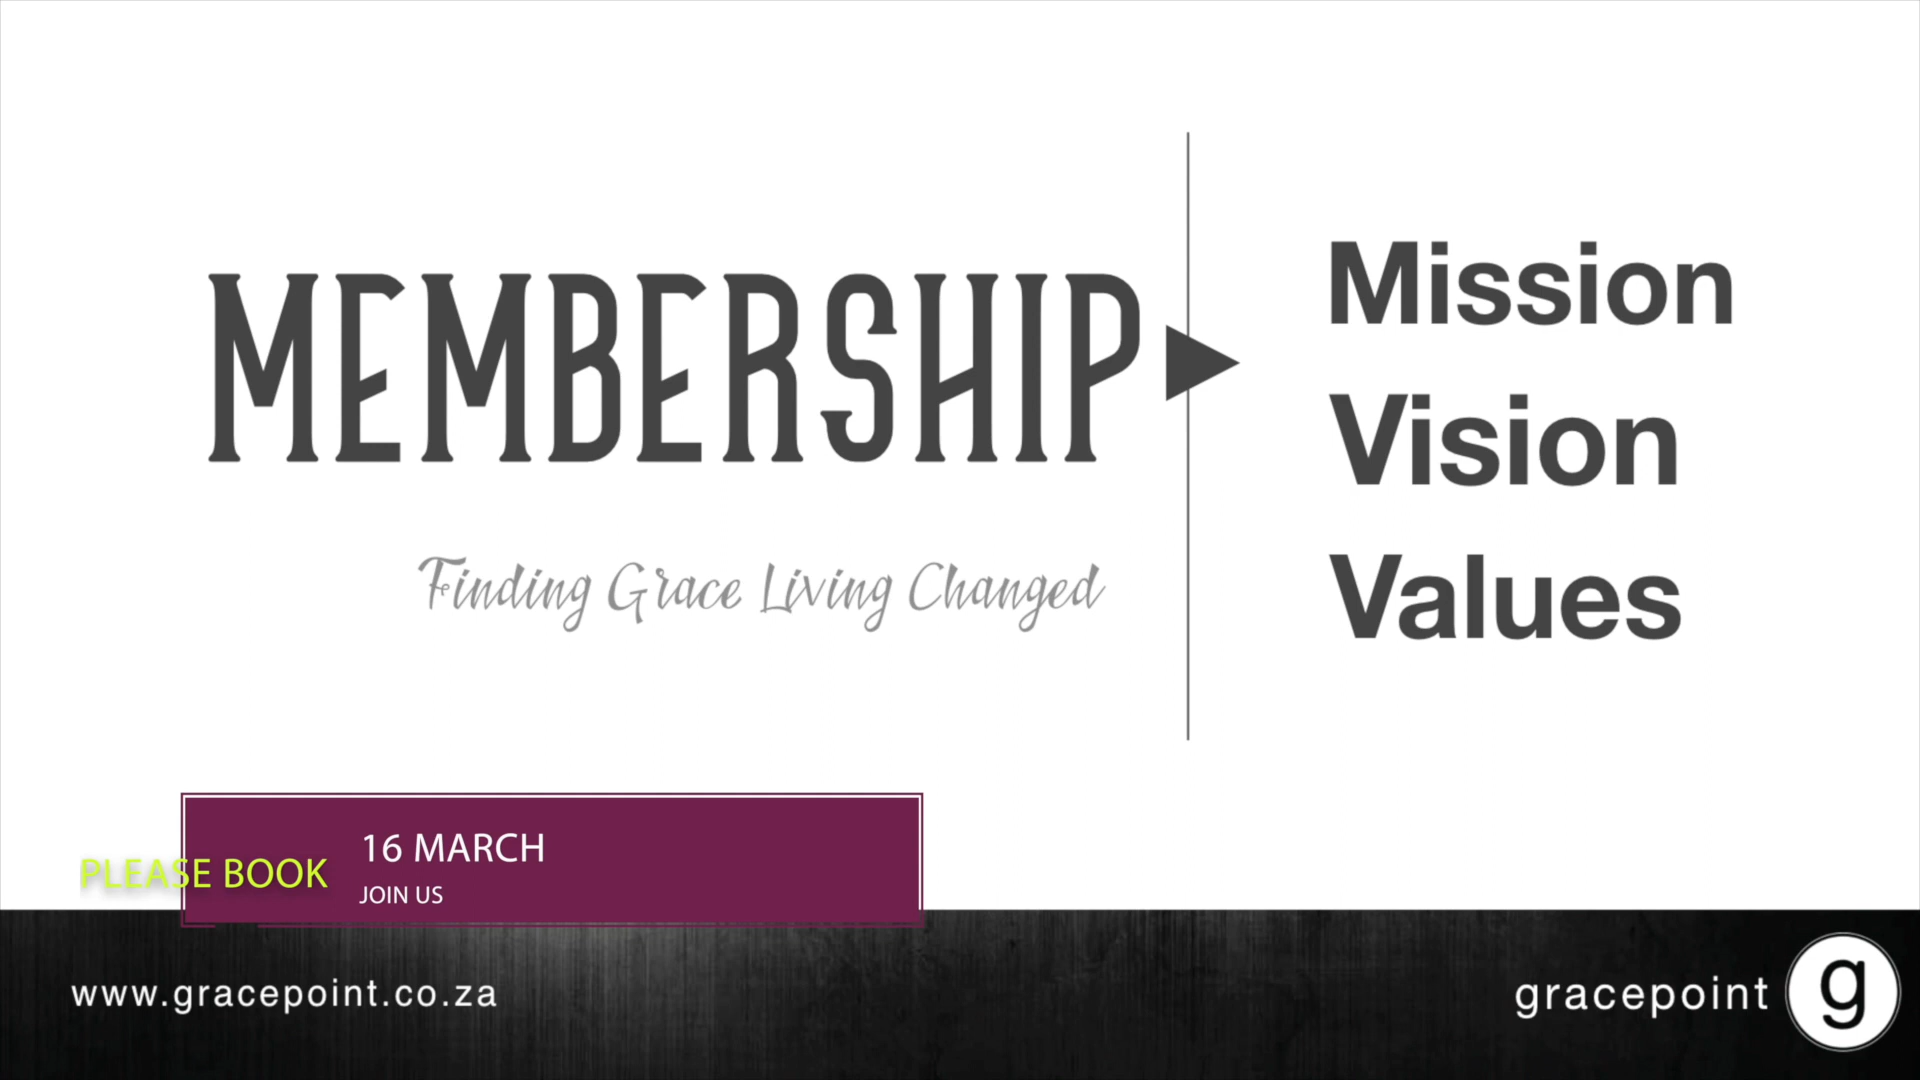 MEMBERSHIP
Finding Grace Living Changed
Mission
Vision
Values
PLEASE BOOK
16 MARCH
JOIN US
www.gracepoint.co.za
gracepoint
g